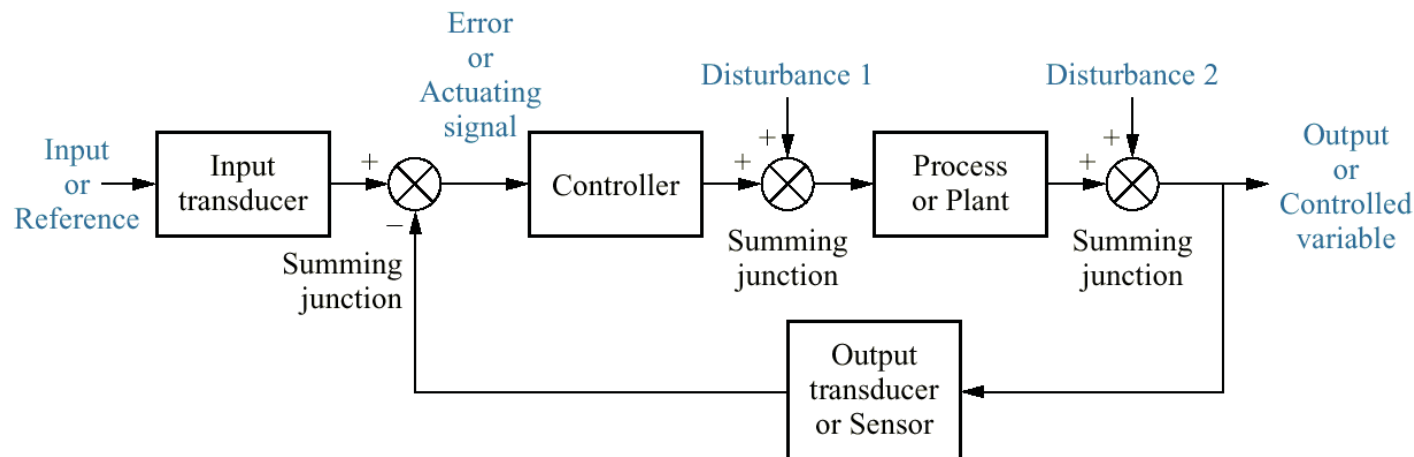 Error
or
Actuating
signal
Disturbance 1
Disturbance 2
Input
or
Reference
Input
transducer
+
−
Summing
junction
Controller
+
+
Summing
junction
Process
or Plant
+
+
Summing
junction
Output
or
Controlled
variable
Output
transducer
or Sensor